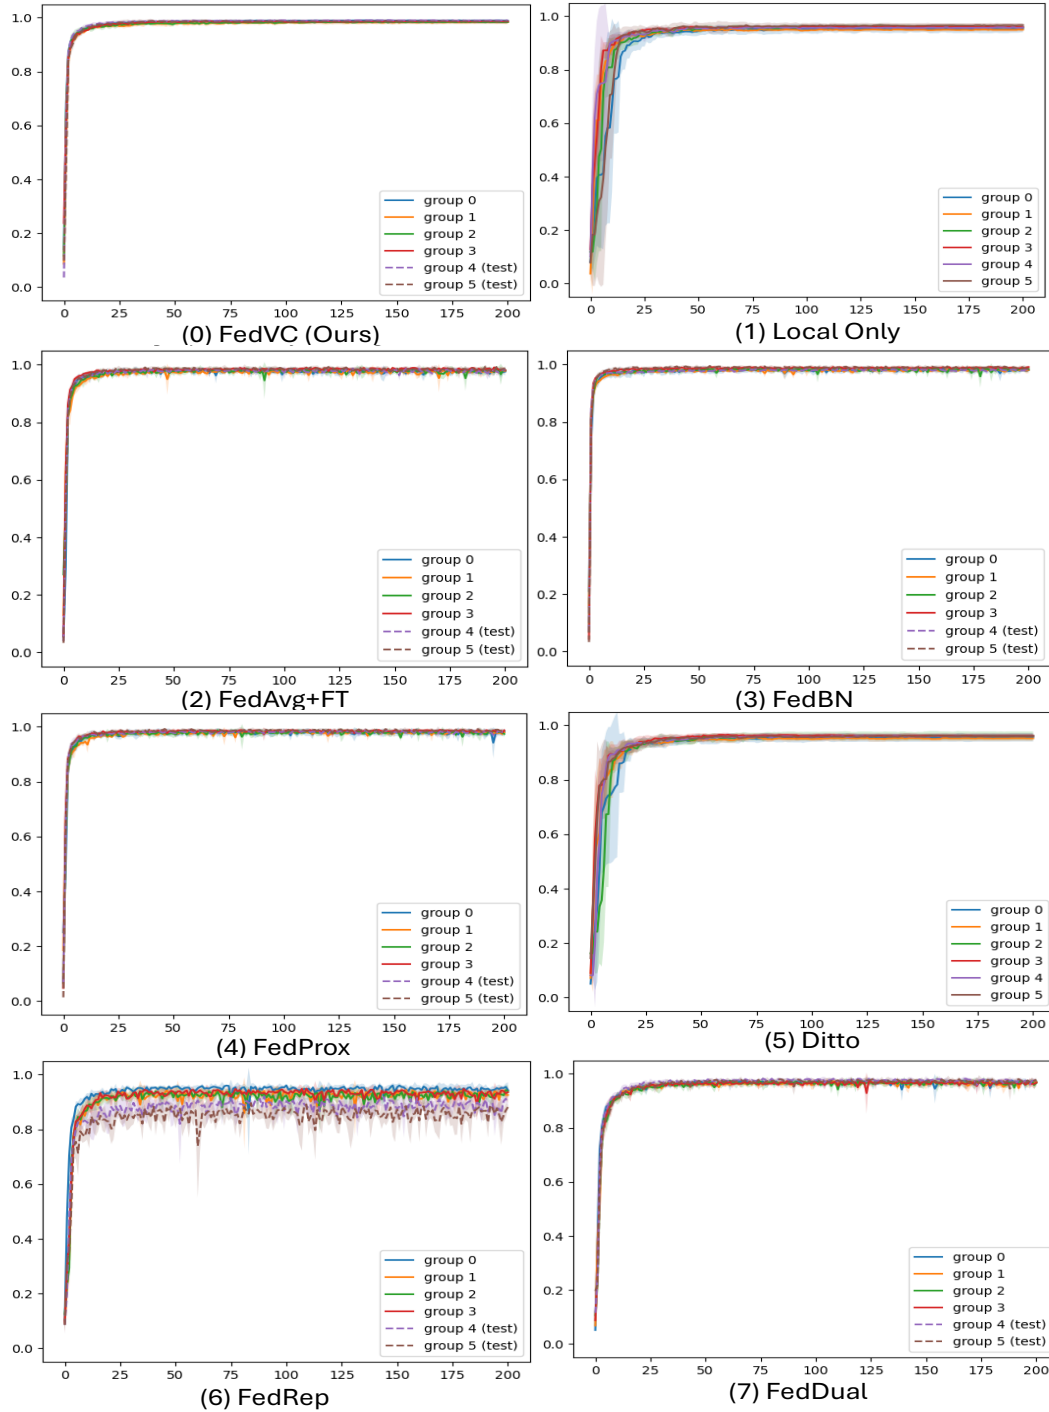 1.0
0.8
0.6
0.4
0.2
0.0
group 0
group 1
group 2
group 3
group 4 (test)
group 5 (test)
0 25 50 75 100 125 150 175 200
(0) FedVC (Ours)
1.0
0.8
0.6
0.4
0.2
0.0
group 0
group 1
group 2
group 3
group 4
group 5
0 25 50 75 100 125 150 175 200
(1) Local Only
1.0
0.8
0.6
0.4
0.2
0.0
group 0
group 1
group 2
group 3
group 4 (test)
group 5 (test)
0 25 50 75 100 125 150 175 200
(2) FedAvg+FT
1.0
0.8
0.6
0.4
0.2
0.0
group 0
group 1
group 2
group 3
group 4 (test)
group 5 (test)
0 25 50 75 100 125 150 175 200
(3) FedBN
1.0
0.8
0.6
0.4
0.2
0.0
group 0
group 1
group 2
group 3
group 4 (test)
group 5 (test)
0 25 50 75 100 125 150 175 200
(4) FedProx
1.0
0.8
0.6
0.4
0.2
0.0
group 0
group 1
group 2
group 3
group 4
group 5
0 25 50 75 100 125 150 175 200
(5) Ditto
1.0
0.8
0.6
0.4
0.2
0.0
group 0
group 1
group 2
group 3
group 4 (test)
group 5 (test)
0 25 50 75 100 125 150 175 200
(6) FedRep
1.0
0.8
0.6
0.4
0.2
0.0
group 0
group 1
group 2
group 3
group 4 (test)
group 5 (test)
0 25 50 75 100 125 150 175 200
(7) FedDual